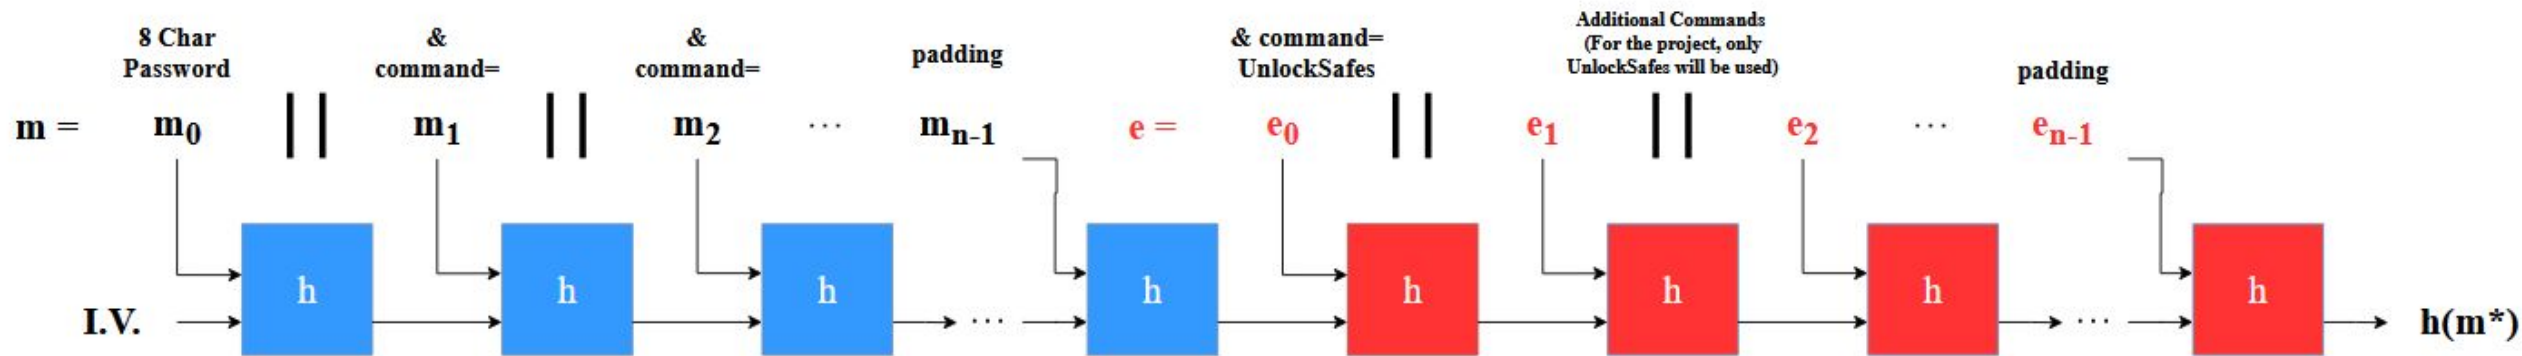 8 Char
Password
&
command=
&
command=
padding
& command=
UnlockSafes
Additional Commands
(For the project, only
UnlockSafes will be used)
padding
m = m0 || m1 || m2 ... mn-1 e = e0 || e1 || e2 ... en-1
h h h h h h h h
I.V. ... ... h(m*)